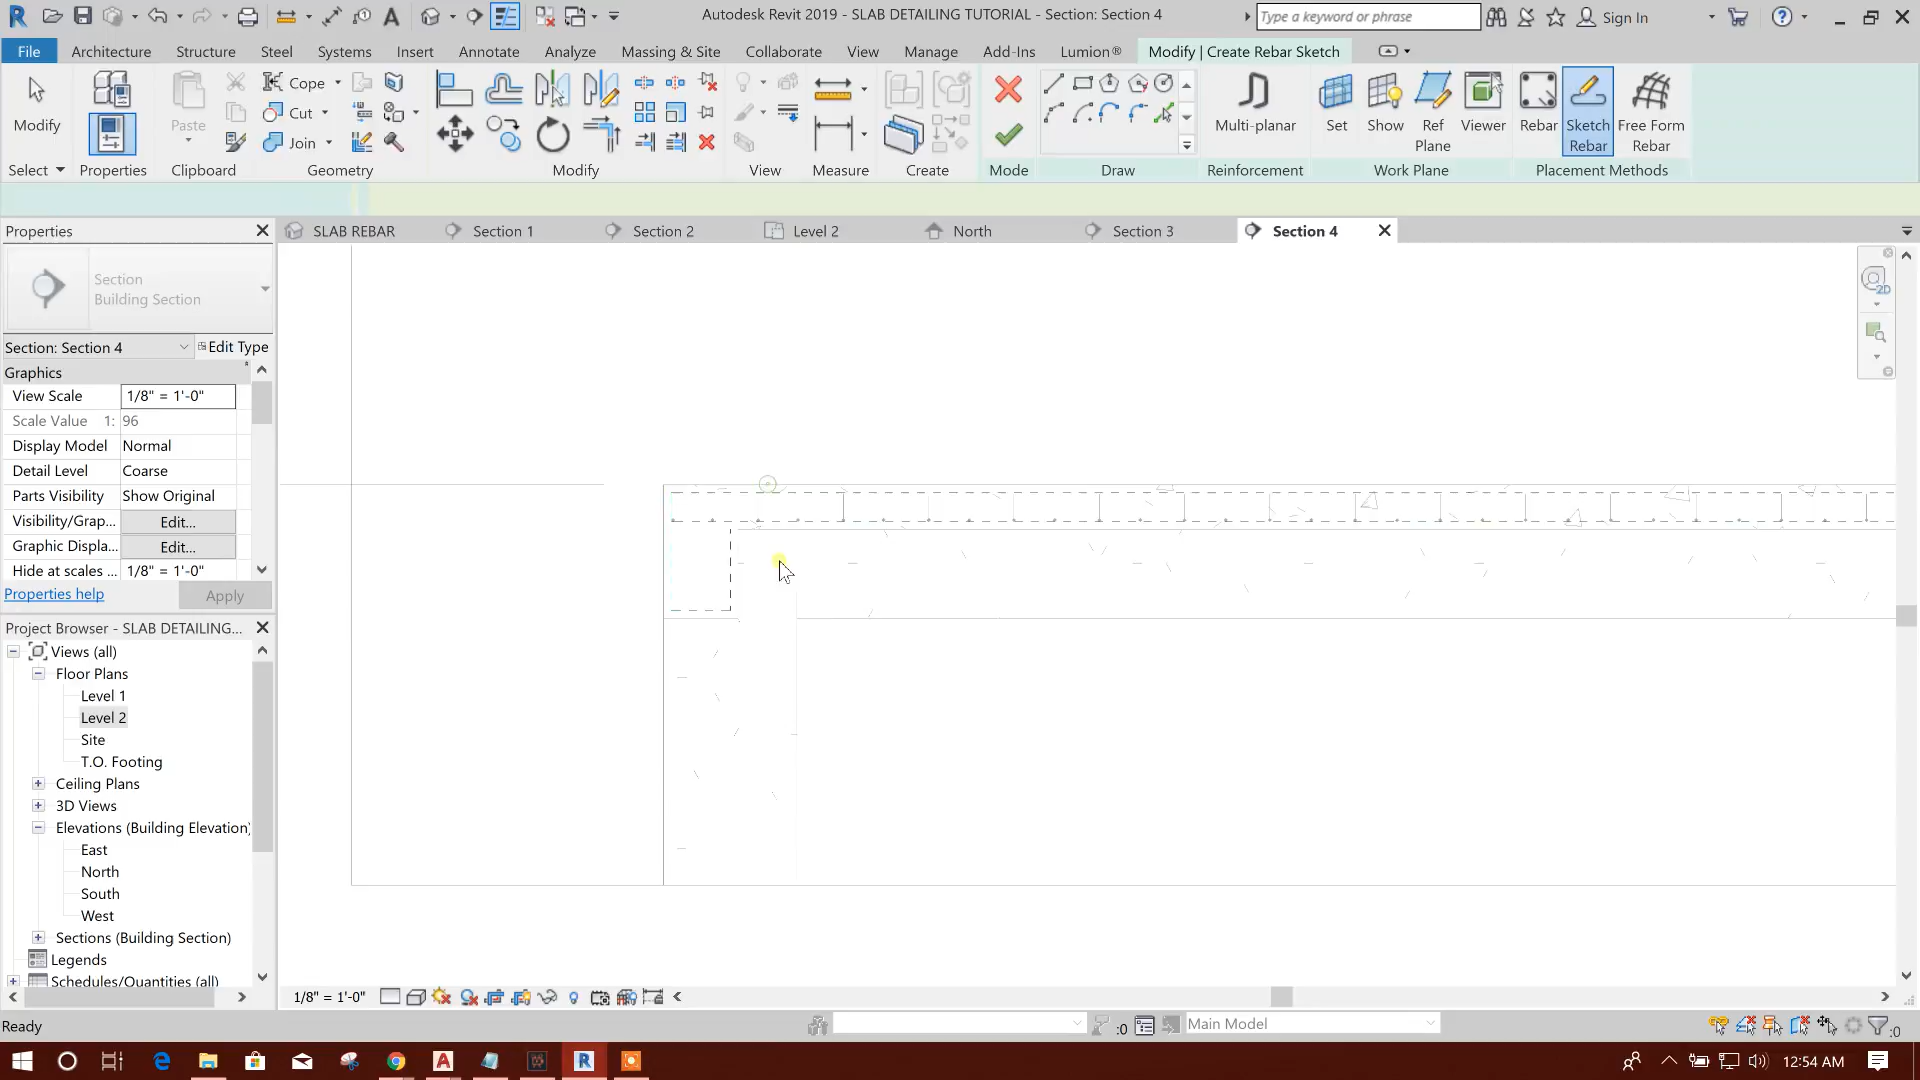 Autodesk Revit 2019 - SLAB DETAILING TUTORIAL - Section: Section 4
Type a keyword or phrase
Sign In
File Architecture Structure Steel Systems Insert Annotate Analyze Massing & Site Collaborate View Manage Add-Ins Lumion® Modify | Create Rebar Sketch
Modify
Select
Properties
Paste
Clipboard
Cope
Cut
Join
Geometry
Modify
View
Measure
Create
Mode
Draw
Multi-planar
Reinforcement
Set
Show
Ref
Plane
Viewer
Work Plane
Rebar
Sketch
Rebar
Free Form
Rebar
Placement Methods
Properties
SLAB REBAR
Section 1
Section 2
Level 2
North
Section 3
Section 4
Section
Building Section
Section: Section 4
Edit Type
Graphics
View Scale 1/8" = 1'-0"
Scale Value 1: 96
Display Model Normal
Detail Level Coarse
Parts Visibility Show Original
Visibility/Grap... Edit...
Graphic Displa... Edit...
Hide at scales ... 1/8" = 1'-0"
Properties help
Apply
Project Browser - SLAB DETAILING...
Views (all)
Floor Plans
Level 1
Level 2
Site
T.O. Footing
Ceiling Plans
3D Views
Elevations (Building Elevation)
East
North
South
West
Sections (Building Section)
Legends
Schedules/Quantities (all)
1/8" = 1'-0"
2D
Ready
:0
Main Model
:0
12:54 AM